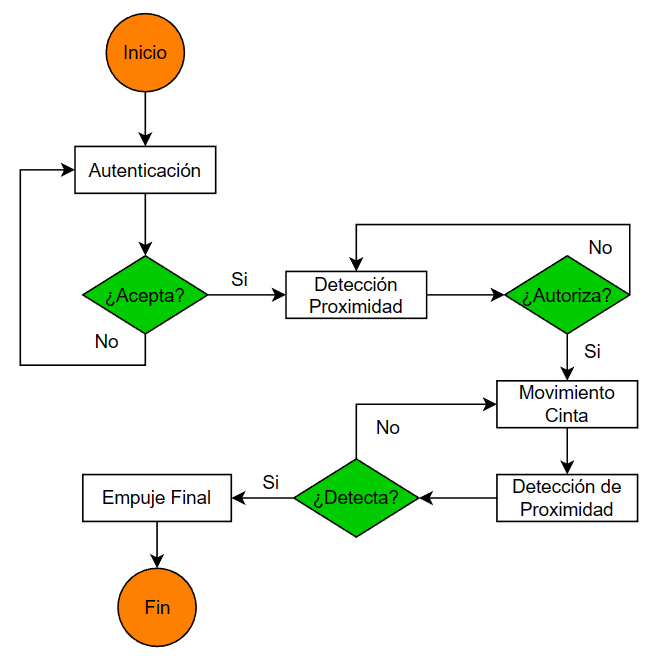 Inicio
Autenticación
¿Acepta?
Si
No
Detección
Proximidad
¿Autoriza?
No
Si
Movimiento
Cinta
Detección de
Proximidad
¿Detecta?
No
Si
Empuje Final
Fin